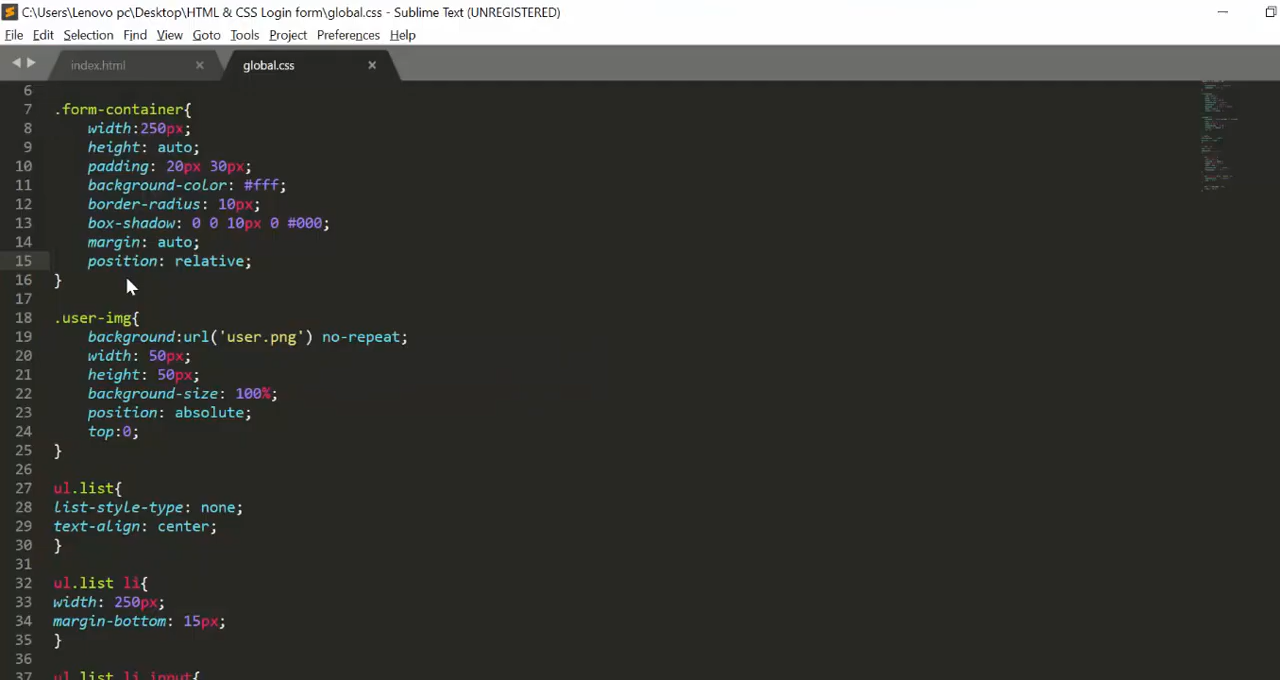 C:\Users\Lenovo pc\Desktop\HTML & CSS Login form\global.css - Sublime Text (UNREGISTERED)
File Edit Selection Find View Goto Tools Project Preferences Help
index.html × global.css ×
6
7 .form-container{
8 width:250px;
9 height: auto;
10 padding: 20px 30px;
11 background-color: #fff;
12 border-radius: 10px;
13 box-shadow: 0 0 10px 0 #000;
14 margin: auto;
15 position: relative;
16 }
17
18 .user-img{
19 background:url('user.png') no-repeat;
20 width: 50px;
21 height: 50px;
22 background-size: 100%;
23 position: absolute;
24 top:0;
25 }
26
27 ul.list{
28 list-style-type: none;
29 text-align: center;
30 }
31
32 ul.list li{
33 width: 250px;
34 margin-bottom: 15px;
35 }
36
37 ul.list li input{